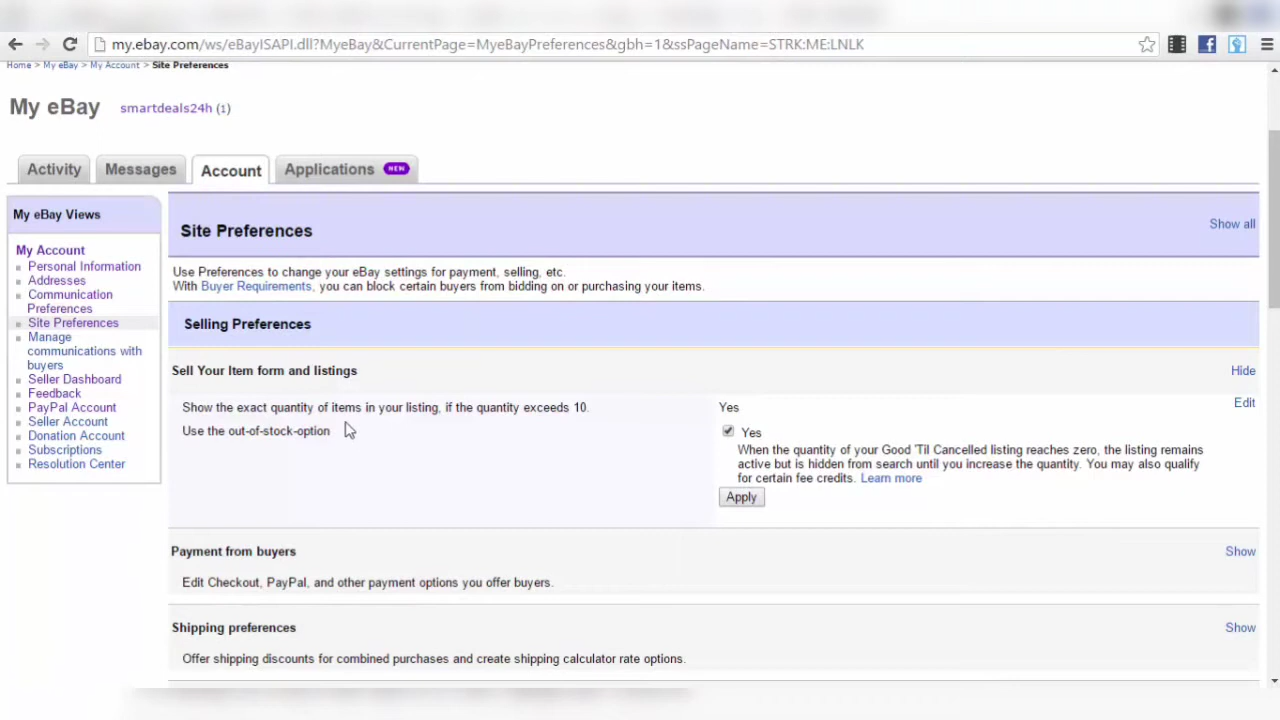 my.ebay.com/ws/eBayISAPI.dll?MyeBay&CurrentPage=MyeBayPreferences&gbh=1&ssPageName=STRK:ME:LNLK
Home > My eBay > My Account > Site Preferences
My eBay smartdeals24h (1)
Activity Messages Account Applications NEW
My eBay Views
My Account
Personal Information
Addresses
Communication
Preferences
Site Preferences
Manage
communications with
buyers
Seller Dashboard
Feedback
PayPal Account
Seller Account
Donation Account
Subscriptions
Resolution Center
Site Preferences Show all
Use Preferences to change your eBay settings for payment, selling, etc.
With Buyer Requirements, you can block certain buyers from bidding on or purchasing your items.
Selling Preferences
Sell Your Item form and listings Hide
Show the exact quantity of items in your listing, if the quantity exceeds 10. Yes Edit
Use the out-of-stock-option Yes
When the quantity of your Good 'Til Cancelled listing reaches zero, the listing remains
active but is hidden from search until you increase the quantity. You may also qualify
for certain fee credits. Learn more
Apply
Payment from buyers Show
Edit Checkout, PayPal, and other payment options you offer buyers.
Shipping preferences Show
Offer shipping discounts for combined purchases and create shipping calculator rate options.